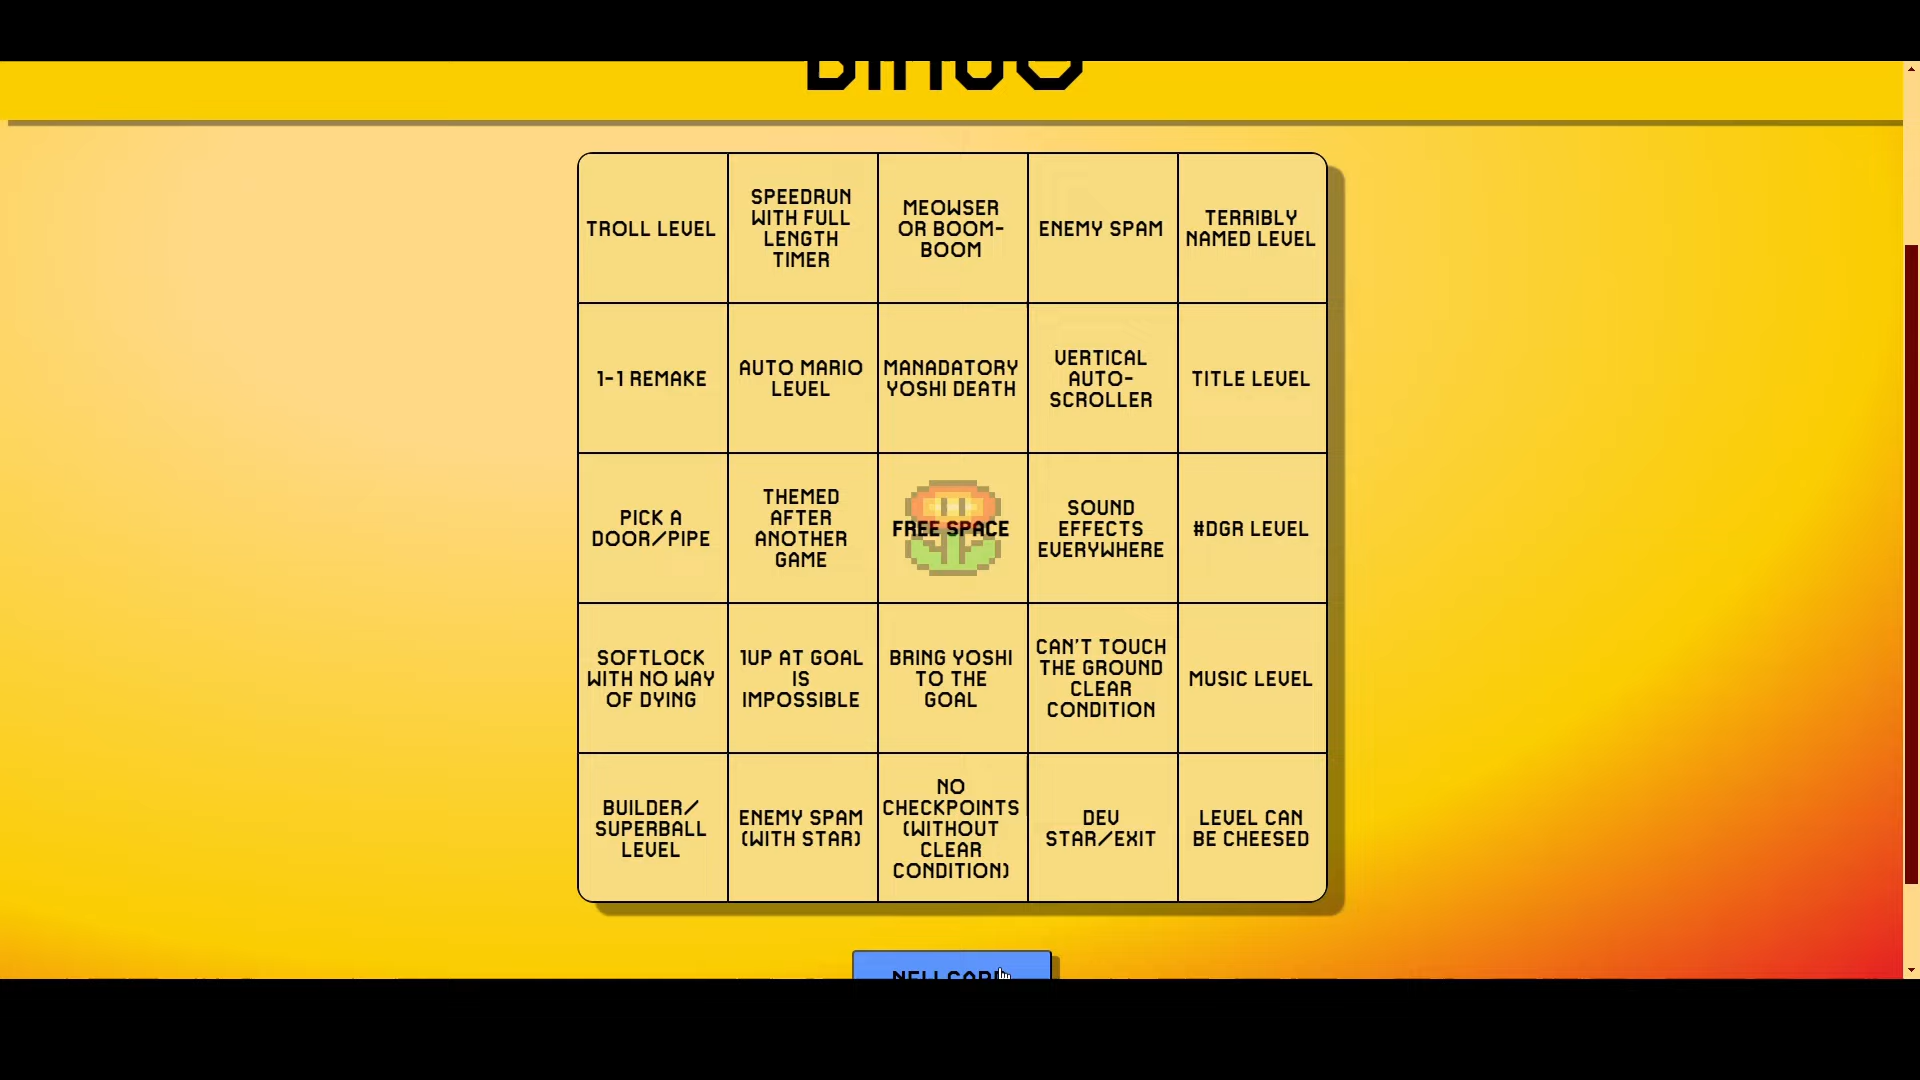 BINGO
TROLL LEVEL
SPEEDRUN
WITH FULL
LENGTH
TIMER
MEOWSER
OR BOOM-
BOOM
ENEMY SPAM
TERRIBLY
NAMED LEVEL
1-1 REMAKE
AUTO MARIO
LEVEL
MANADATORY
YOSHI DEATH
VERTICAL
AUTO-
SCROLLER
TITLE LEVEL
PICK A
DOOR/PIPE
THEMED
AFTER
ANOTHER
GAME
FREE SPACE
SOUND
EFFECTS
EVERYWHERE
#DGR LEVEL
SOFTLOCK
WITH NO WAY
OF DYING
1UP AT GOAL
IS
IMPOSSIBLE
BRING YOSHI
TO THE
GOAL
CAN'T TOUCH
THE GROUND
CLEAR
CONDITION
MUSIC LEVEL
BUILDER/
SUPERBALL
LEVEL
ENEMY SPAM
(WITH STAR)
NO
CHECKPOINTS
(WITHOUT
CLEAR
CONDITION)
DEV
STAR/EXIT
LEVEL CAN
BE CHEESED
NEW CARD